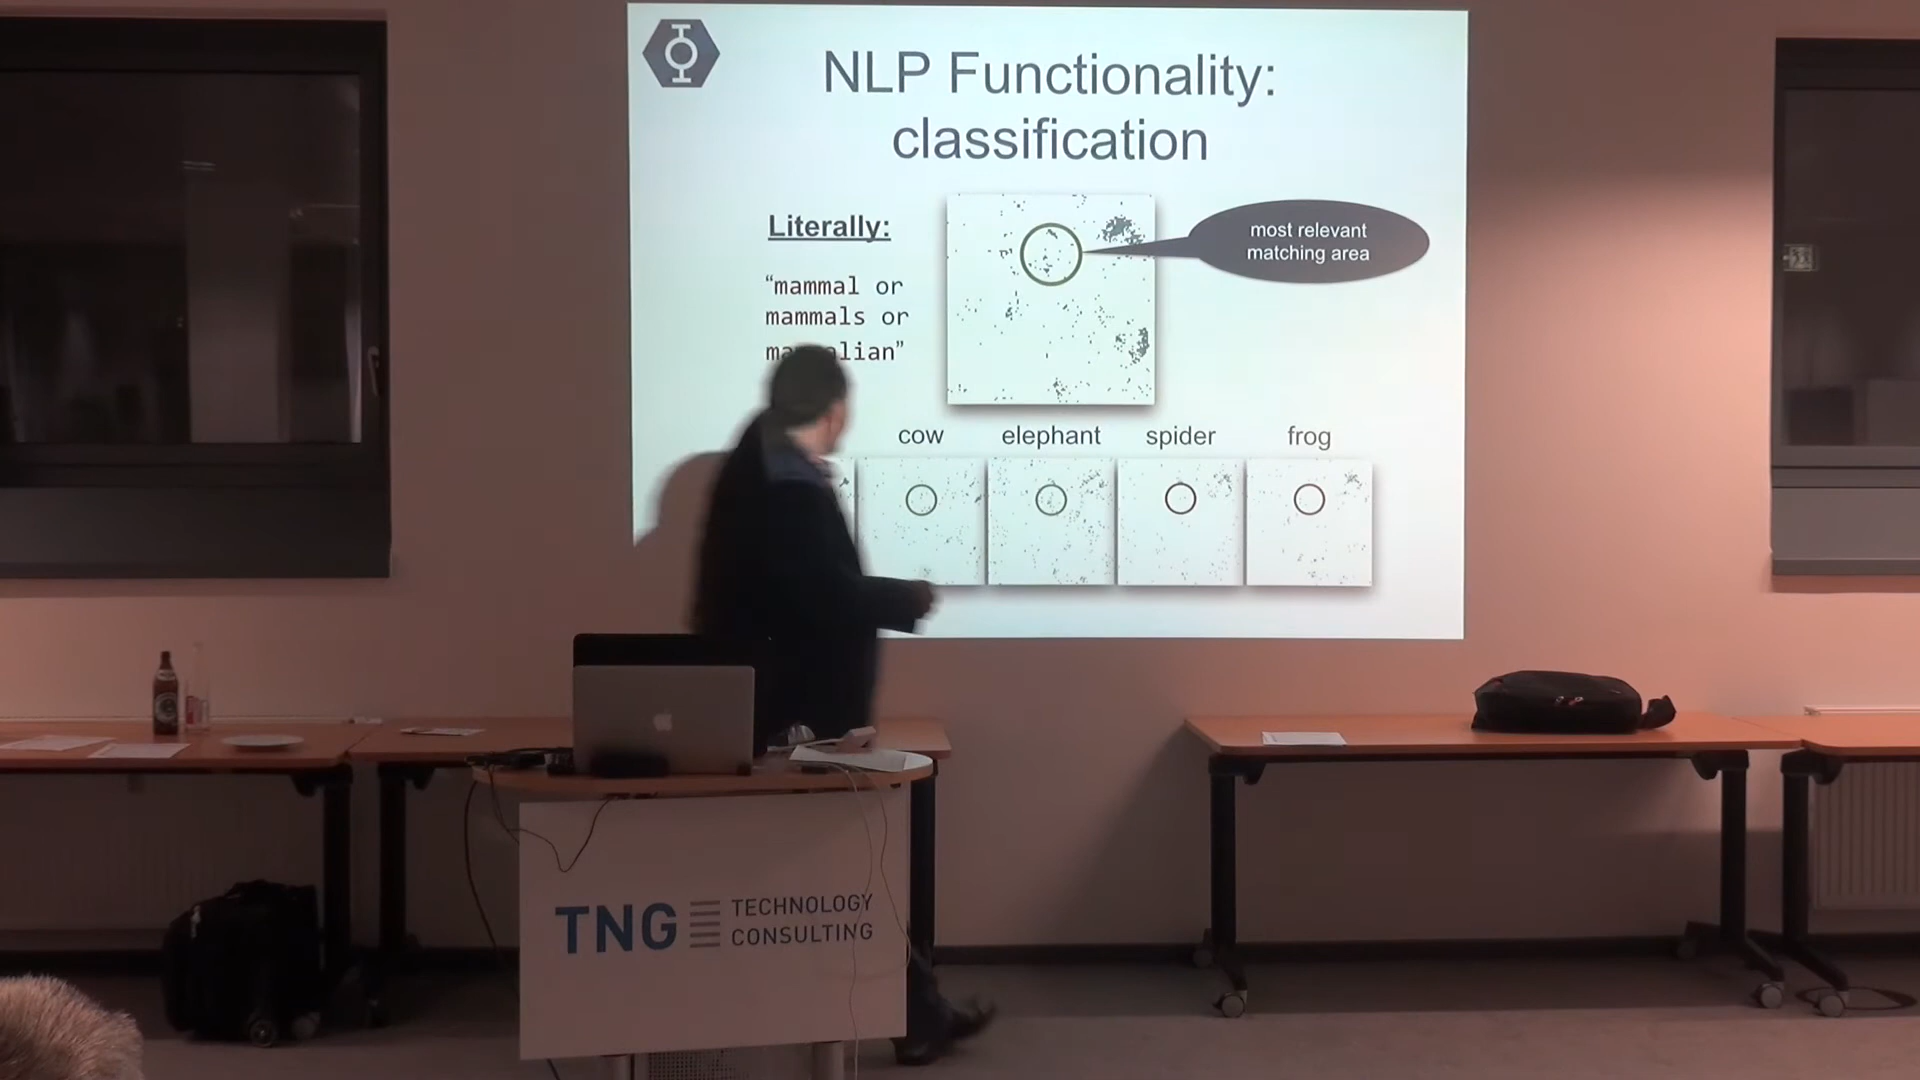 NLP Functionality:
classification
Literally:
most relevant
matching area
“mammal or
mammals or
cow elephant spider frog
TNG TECHNOLOGY
CONSULTING